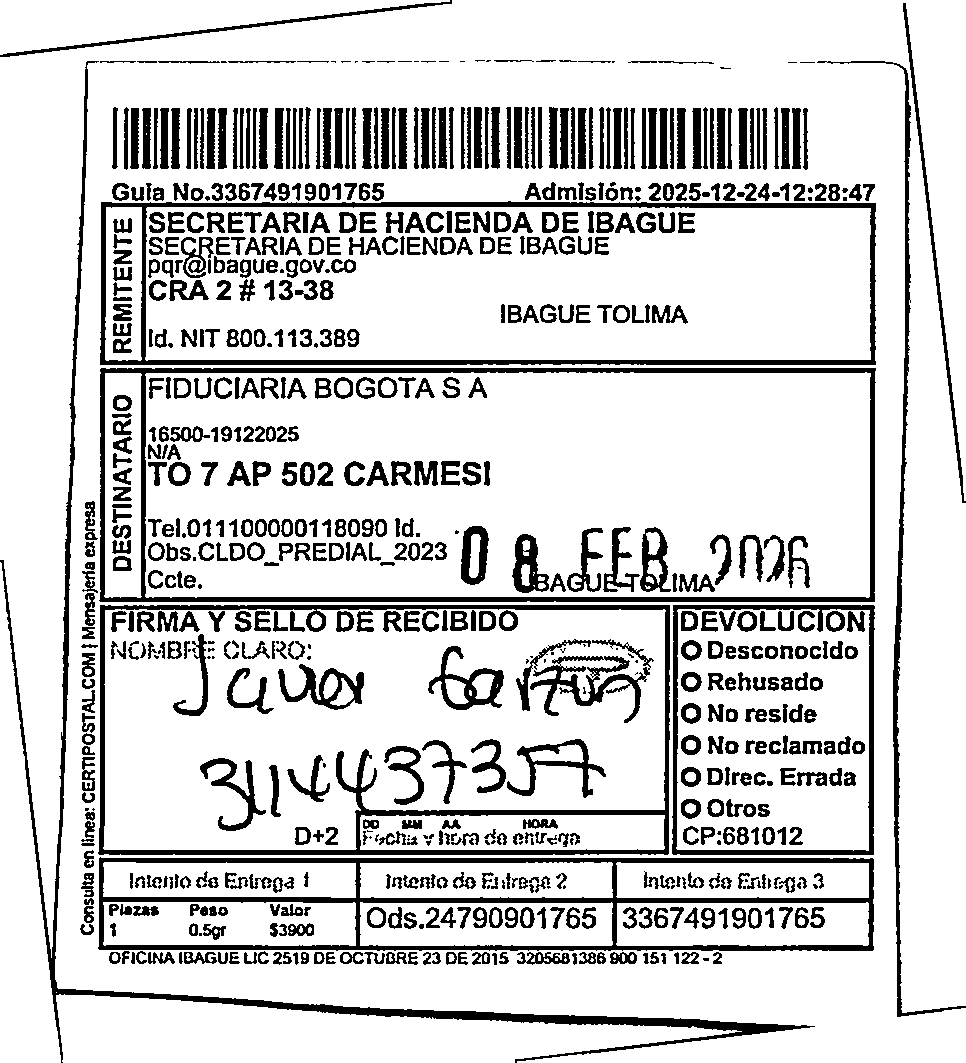 Guia No.3367491901765 Admisión: 2025-12-24-12:28:47
REMITENTE
SECRETARIA DE HACIENDA DE IBAGUE
SECRETARIA DE HACIENDA DE IBAGUE
pqr@ibague.gov.co
CRA 2 # 13-38
IBAGUE TOLIMA
Id. NIT 800.113.389
DESTINATARIO
FIDUCIARIA BOGOTA S A
16500-19122025
N/A
TO 7 AP 502 CARMESI
Tel.011100000118090 Id.
Obs.CLDO_PREDIAL_2023
08 FEB 2026
Ccte.
IBAGUE-TOLIMA
FIRMA Y SELLO DE RECIBIDO
NOMBRE CLARO:
Javier Garzon
3114437357
D+2
DD MM AA HORA
Fecha y hora de entrega
DEVOLUCION
Desconocido
Rehusado
No reside
No reclamado
Direc. Errada
Otros
CP:681012
Intento de Entrega 1 Intento de Entrega 2 Intento de Entrega 3
Piezas Peso Valor
1 0.5gr $3900
Ods.24790901765 3367491901765
OFICINA IBAGUE LIC 2519 DE OCTUBRE 23 DE 2015 3205681386 900 151 122 - 2
Consulta en linea: CERTIPOSTAL.COM | Mensajeria expresa